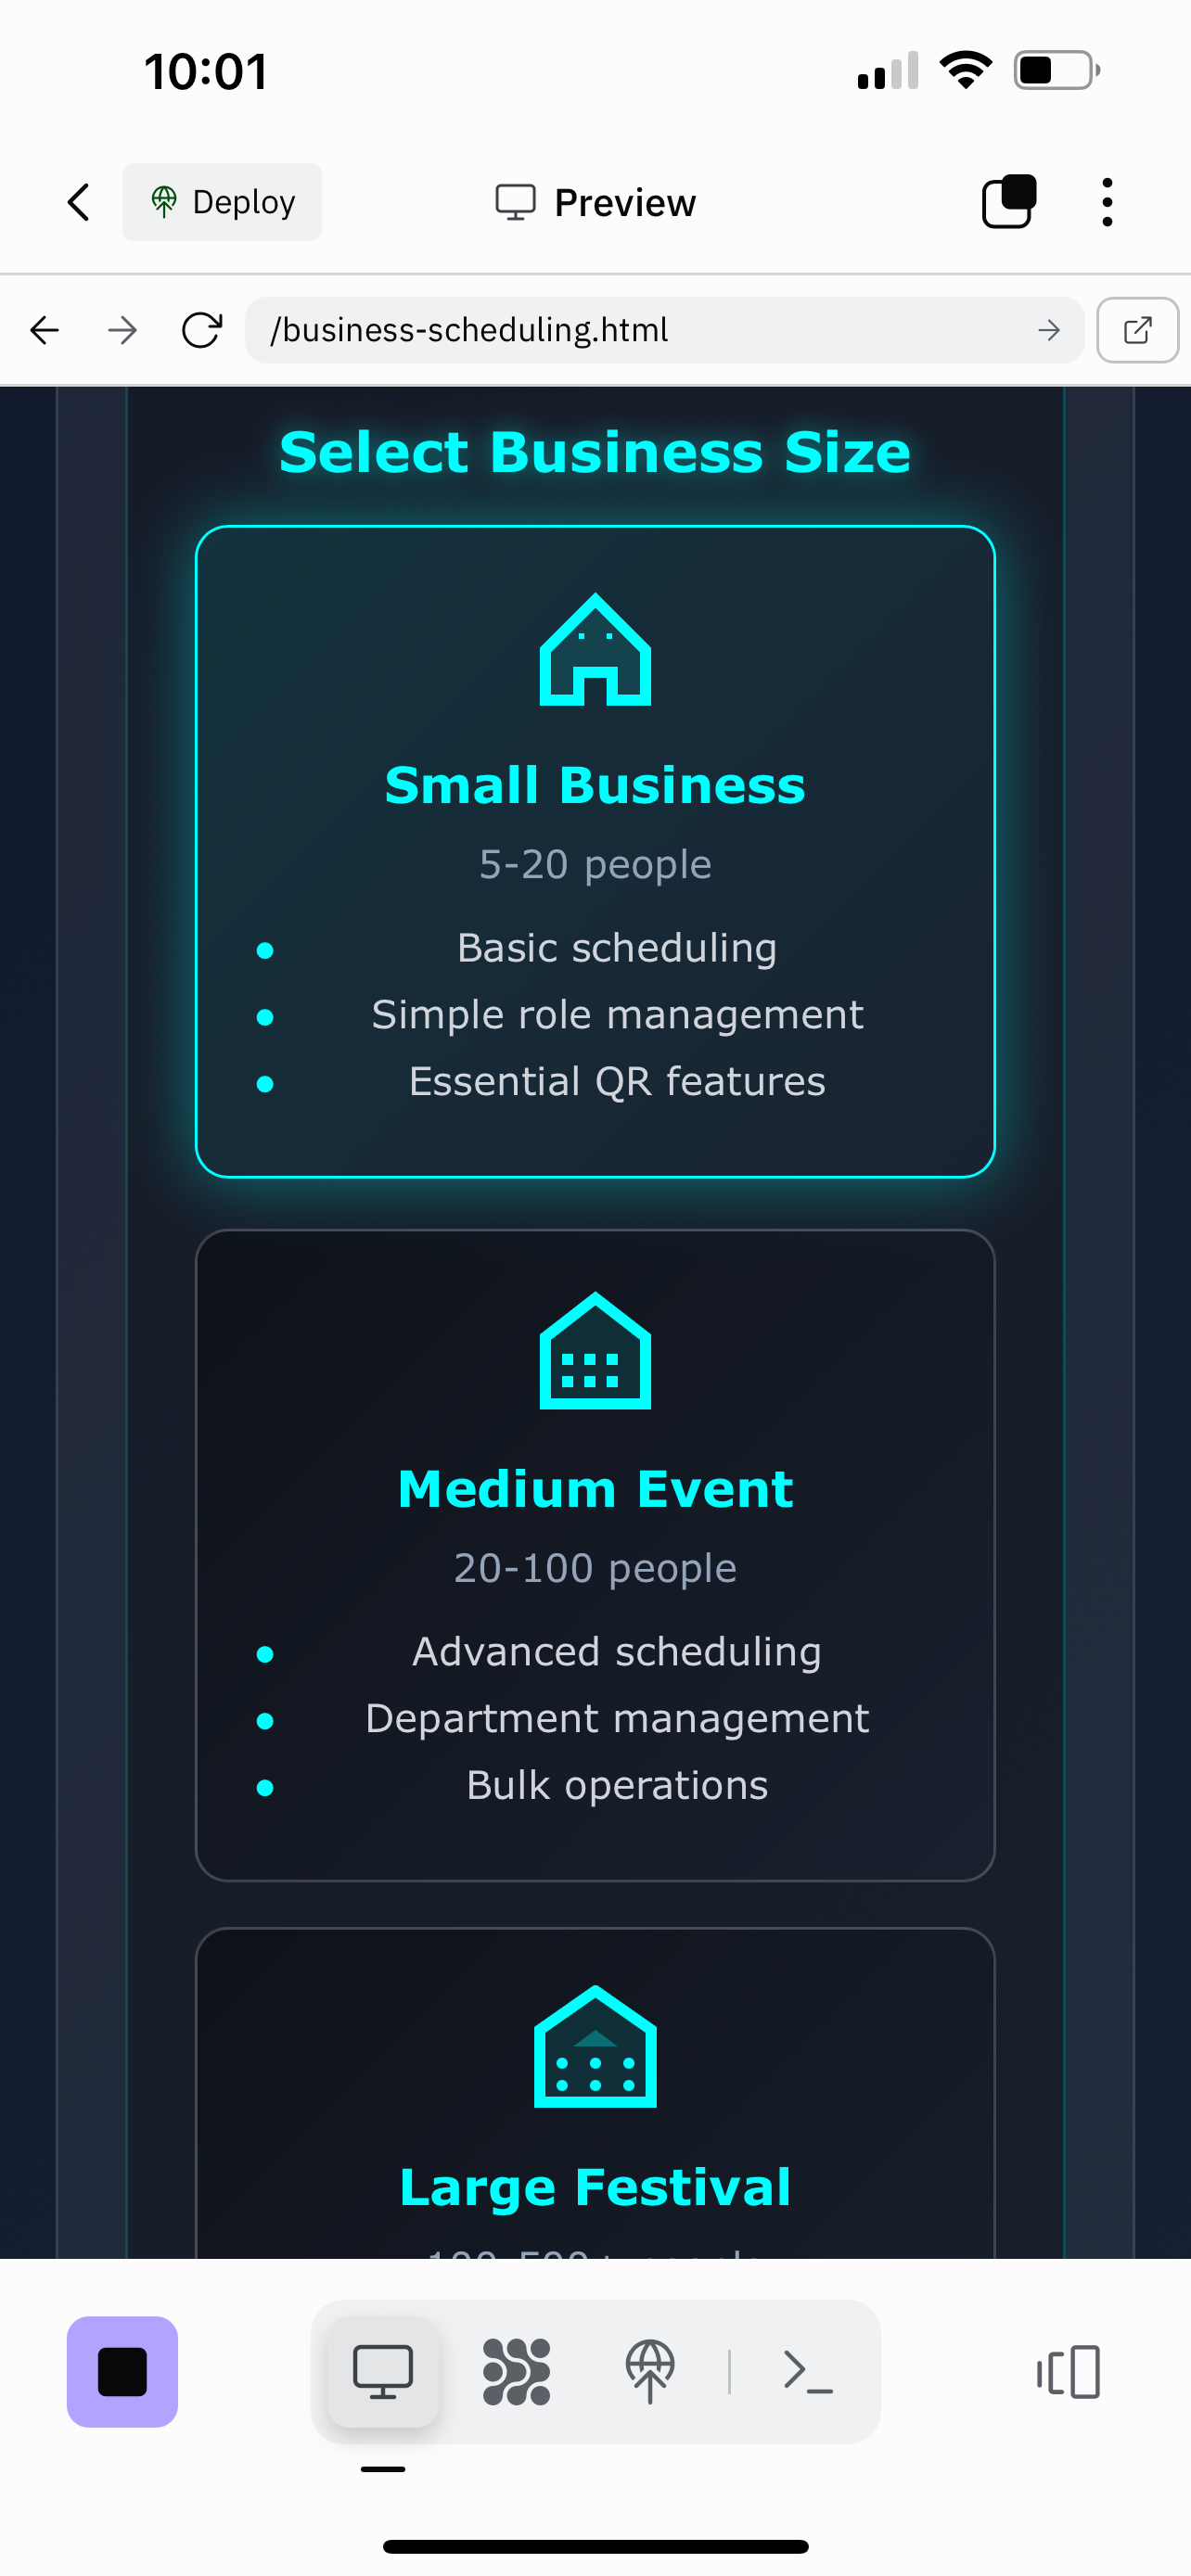 10:01
Deploy
Preview
/business-scheduling.html
Select Business Size
Small Business
5-20 people
Basic scheduling
Simple role management
Essential QR features
Medium Event
20-100 people
Advanced scheduling
Department management
Bulk operations
Large Festival